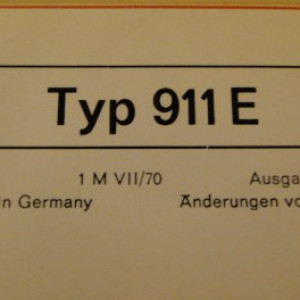 Typ 911 E
1 M VII/70 Ausga
in Germany Änderungen vo